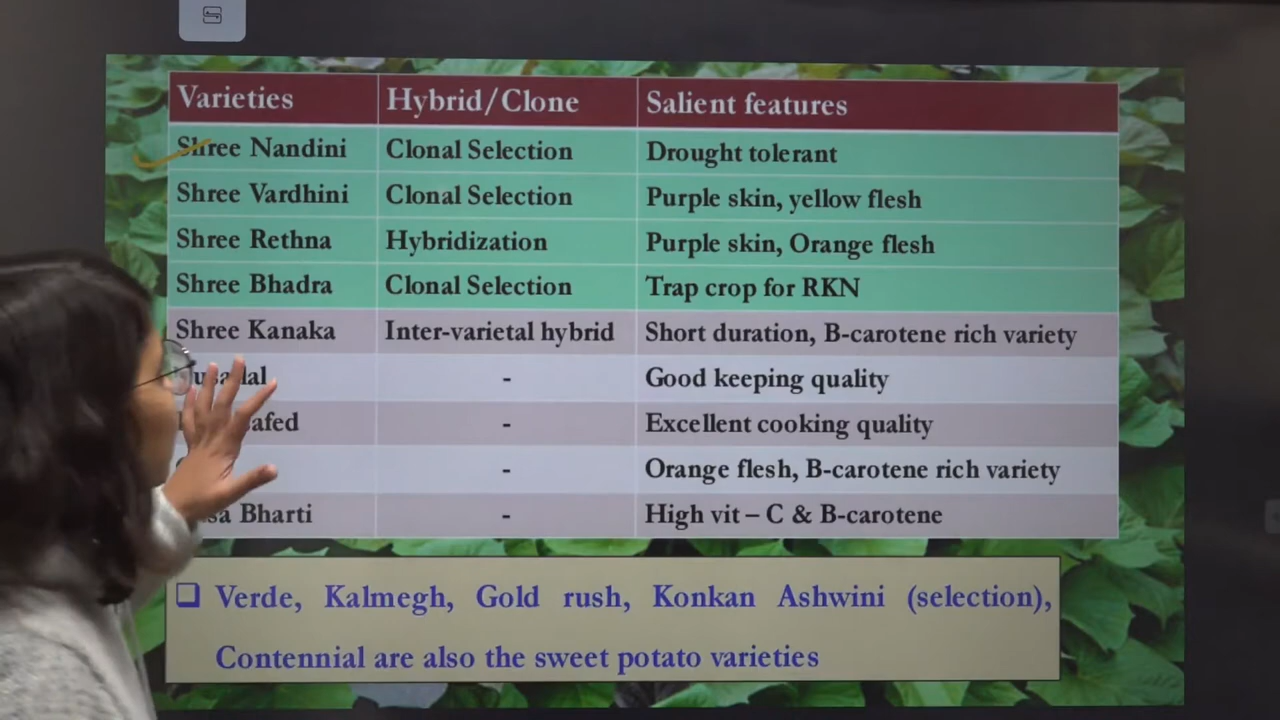 Varieties Hybrid/Clone Salient features
Shree Nandini Clonal Selection Drought tolerant
Shree Vardhini Clonal Selection Purple skin, yellow flesh
Shree Rethna Hybridization Purple skin, Orange flesh
Shree Bhadra Clonal Selection Trap crop for RKN
Shree Kanaka Inter-varietal hybrid Short duration, B-carotene rich variety
- Good keeping quality
- Excellent cooking quality
- Orange flesh, B-carotene rich variety
Bharti - High vit – C & B-carotene
❑ Verde, Kalmegh, Gold rush, Konkan Ashwini (selection),
Contennial are also the sweet potato varieties